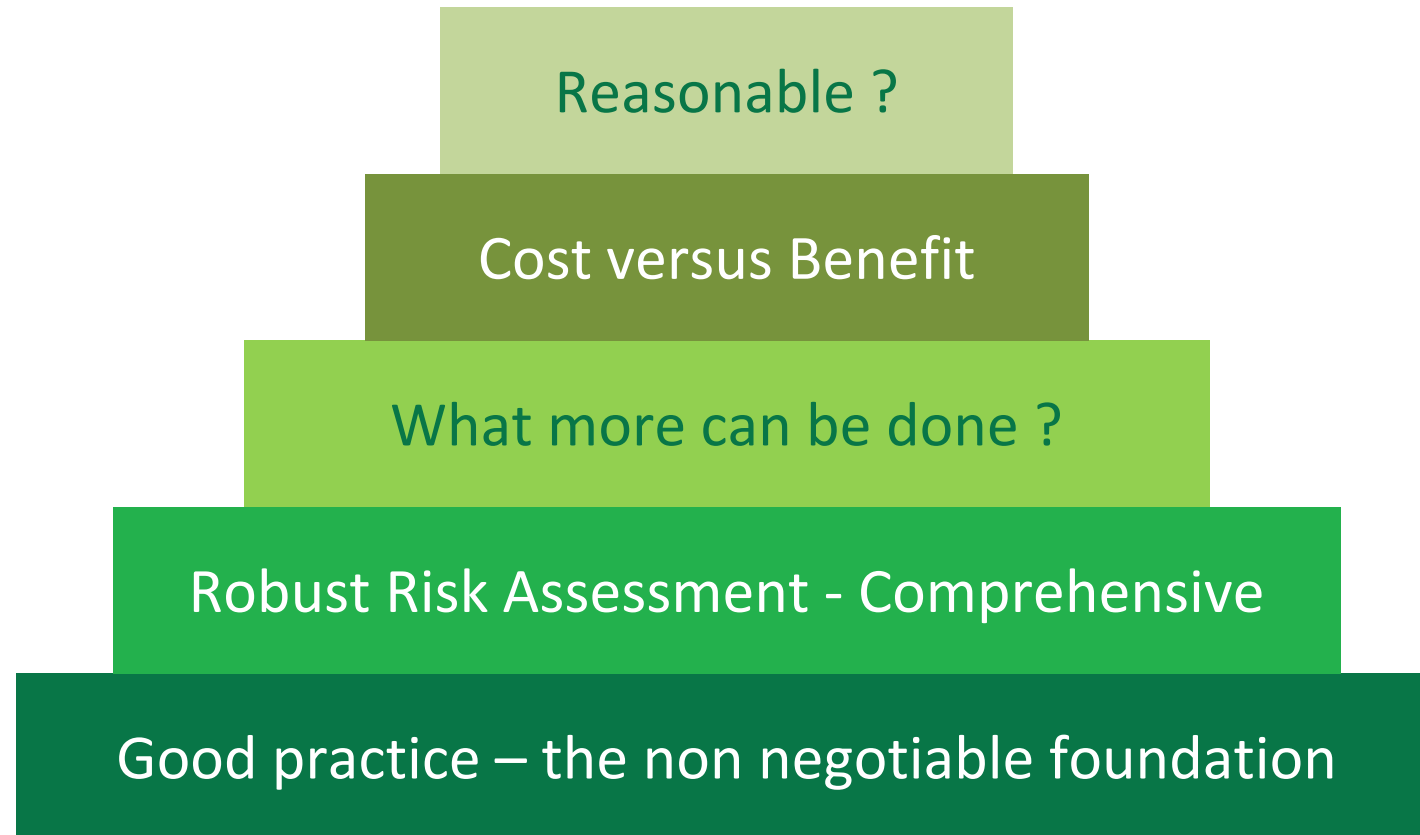 Reasonable ?
Cost versus Benefit
What more can be done ?
Robust Risk Assessment - Comprehensive
Good practice – the non negotiable foundation